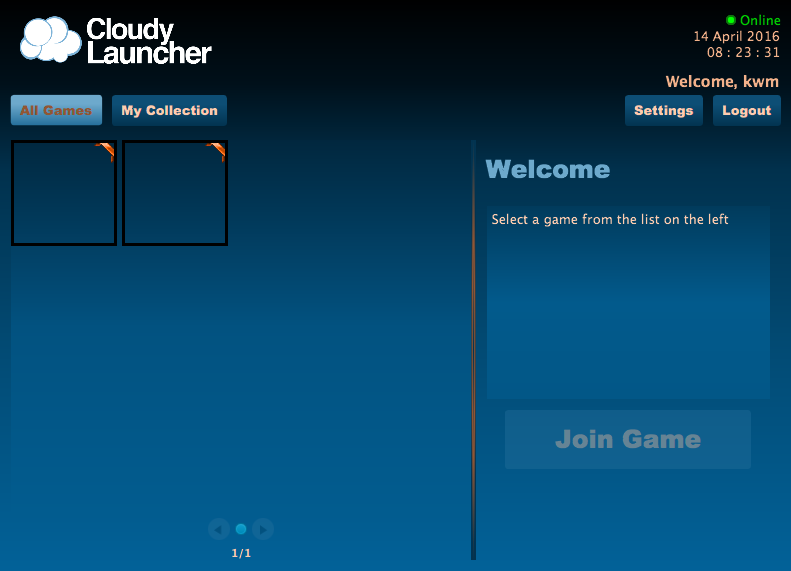 Cloudy
Launcher
Online
14 April 2016
08 : 23 : 31
Welcome, kwm
All Games
My Collection
Settings
Logout
Welcome
Select a game from the list on the left
Join Game
1/1